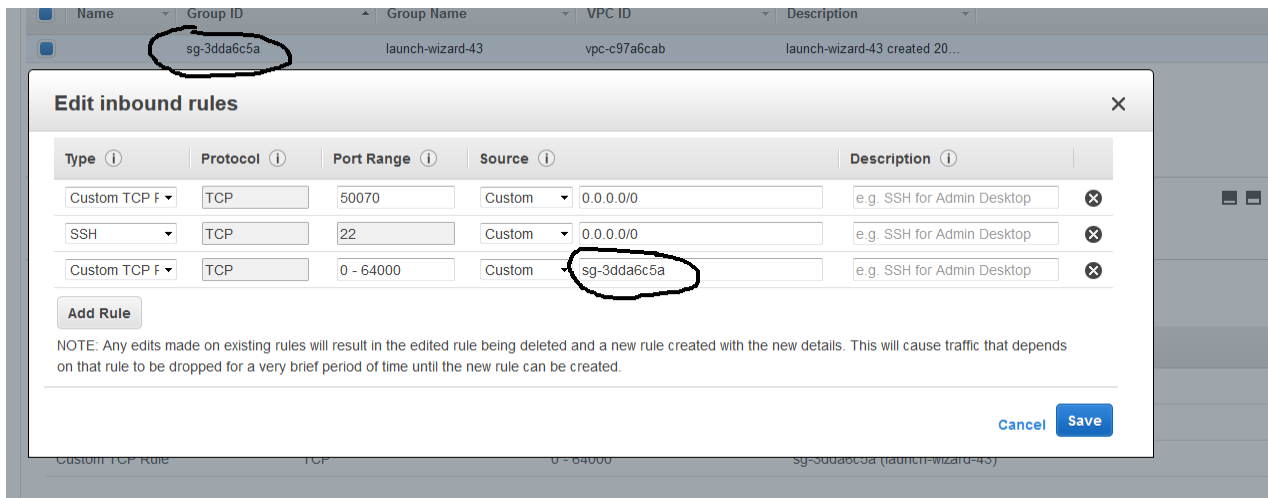 Name Group ID Group Name VPC ID Description
sg-3dda6c5a launch-wizard-43 vpc-c97a6cab launch-wizard-43 created 20...
Edit inbound rules
Type i Protocol i Port Range i Source i Description i
Custom TCP F TCP 50070 Custom 0.0.0.0/0 e.g. SSH for Admin Desktop
SSH TCP 22 Custom 0.0.0.0/0 e.g. SSH for Admin Desktop
Custom TCP F TCP 0 - 64000 Custom sg-3dda6c5a e.g. SSH for Admin Desktop
Add Rule
NOTE: Any edits made on existing rules will result in the edited rule being deleted and a new rule created with the new details. This will cause traffic that depends
on that rule to be dropped for a very brief period of time until the new rule can be created.
Cancel Save
Custom TCP Rule TCP 0 - 64000 sg-3dda6c5a (launch-wizard-43)